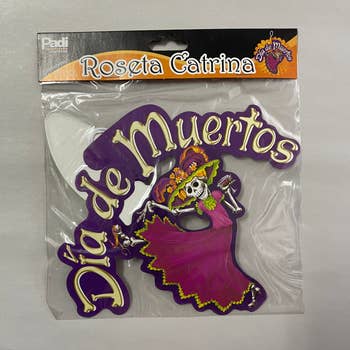 Padi
Roseta Catrina
Día de Muertos
Día de Muertos